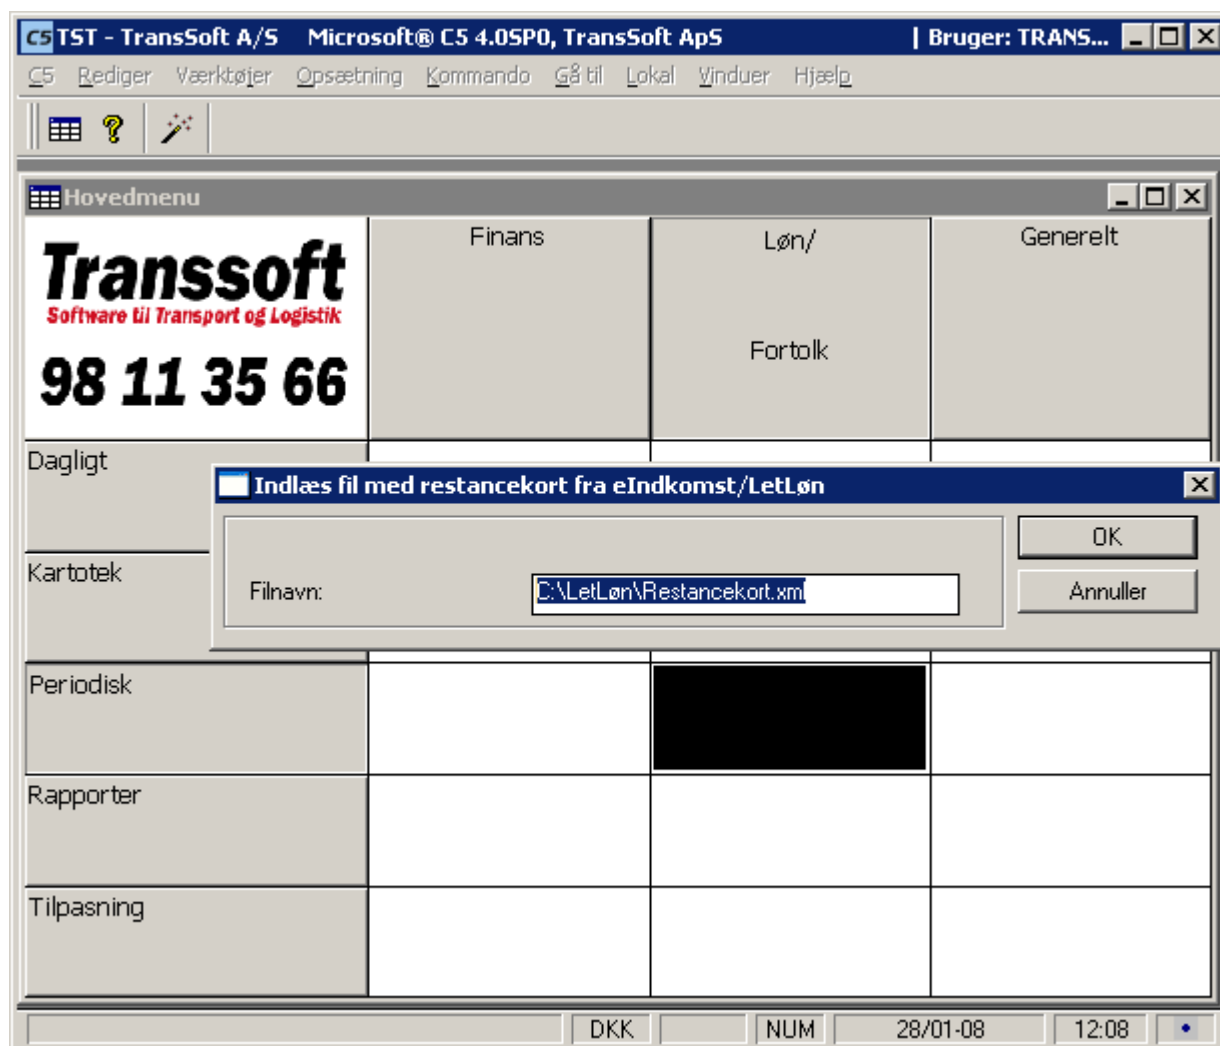 C5 TST - TransSoft A/S Microsoft® C5 4.0SP0, TransSoft ApS | Bruger: TRANS...
C5 Rediger Værktøjer Opsætning Kommando Gå til Lokal Vinduer Hjælp
Hovedmenu
Transsoft
Software til Transport og Logistik
98 11 35 66
Finans
Løn/
Fortolk
Generelt
Dagligt
Indlæs fil med restancekort fra eIndkomst/LetLøn
OK
Filnavn: C:\LetLøn\Restancekort.xml
Annuller
Kartotek
Periodisk
Rapporter
Tilpasning
DKK NUM 28/01-08 12:08